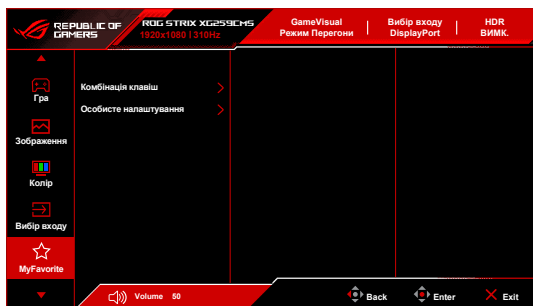 REPUBLIC OF
GAMERS
ROG STRIX XG259CMS
1920x1080 | 310Hz
GameVisual
Режим Перегони
Вибір входу
DisplayPort
HDR
ВИМК.
Гра
Зображення
Колір
Вибір входу
MyFavorite
Комбінація клавіш
Особисте налаштування
Volume 50
Back
Enter
Exit